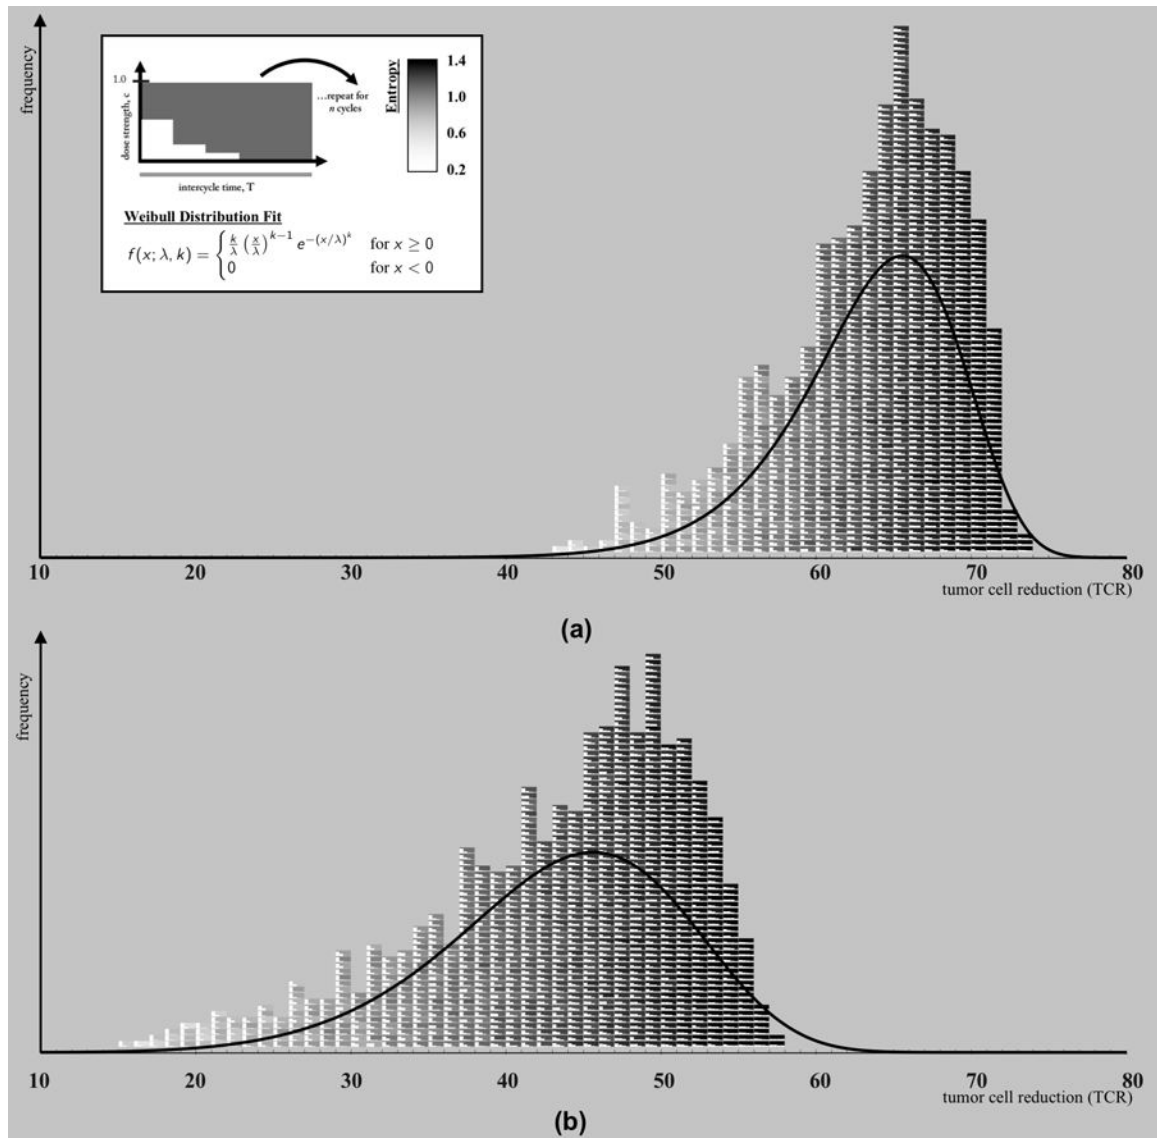 frequency
1.0
dose strength, c
...repeat for
n cycles
intercycle time, T
Entropy
1.4
1.0
0.6
0.2
Weibull Distribution Fit
f(x; λ, k) = { k/λ (x/λ)^{k−1} e^{−(x/λ)^k} for x ≥ 0
0 for x < 0
10 20 30 40 50 60 70 80
tumor cell reduction (TCR)
(a)
frequency
10 20 30 40 50 60 70 80
tumor cell reduction (TCR)
(b)